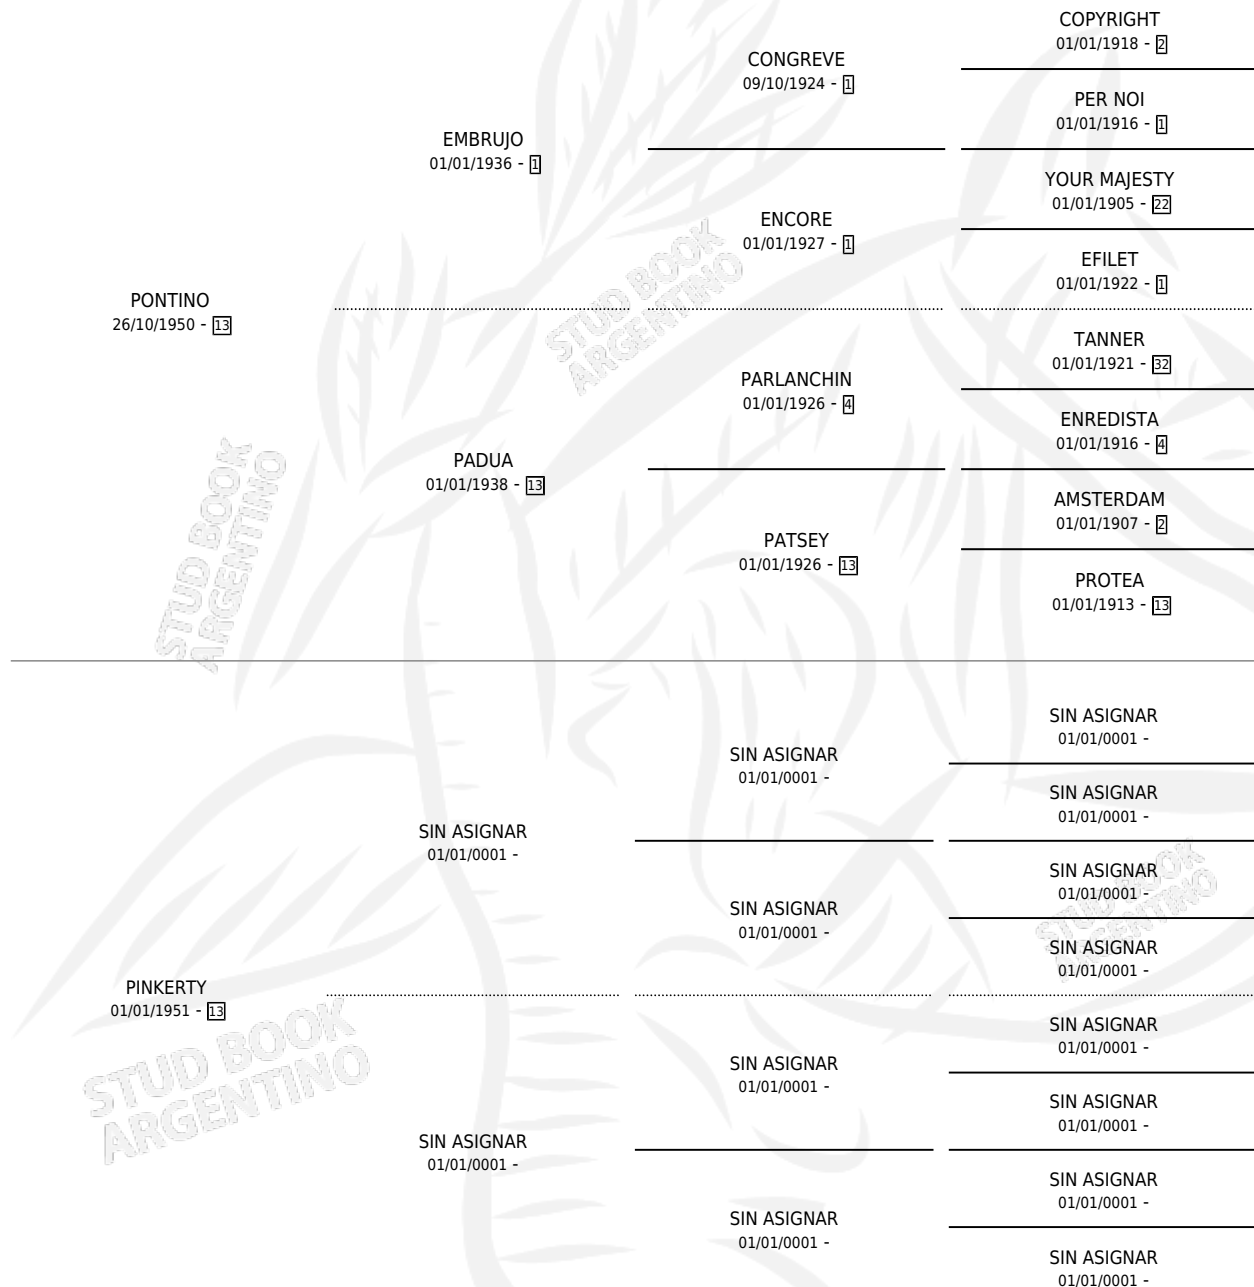 COPYRIGHT
01/01/1918 - 2
CONGREVE
09/10/1924 - 1
PER NOI
01/01/1916 - 1
EMBRUJO
01/01/1936 - 1
YOUR MAJESTY
01/01/1905 - 22
ENCORE
01/01/1927 - 1
EFILET
01/01/1922 - 1
PONTINO
26/10/1950 - 13
STUD BOOK
ARGENTINO
TANNER
01/01/1921 - 32
PARLANCHIN
01/01/1926 - 4
ENREDISTA
01/01/1916 - 4
PADUA
01/01/1938 - 13
AMSTERDAM
01/01/1907 - 2
PATSEY
01/01/1926 - 13
PROTEA
01/01/1913 - 13
STUD BOOK
ARGENTINO
SIN ASIGNAR
01/01/0001 -
SIN ASIGNAR
01/01/0001 -
SIN ASIGNAR
01/01/0001 -
SIN ASIGNAR
01/01/0001 -
SIN ASIGNAR
01/01/0001 -
SIN ASIGNAR
01/01/0001 -
SIN ASIGNAR
01/01/0001 -
STUD BOOK
ARGENTINO
PINKERTY
01/01/1951 - 13
STUD BOOK
ARGENTINO
SIN ASIGNAR
01/01/0001 -
SIN ASIGNAR
01/01/0001 -
SIN ASIGNAR
01/01/0001 -
SIN ASIGNAR
01/01/0001 -
SIN ASIGNAR
01/01/0001 -
SIN ASIGNAR
01/01/0001 -
SIN ASIGNAR
01/01/0001 -